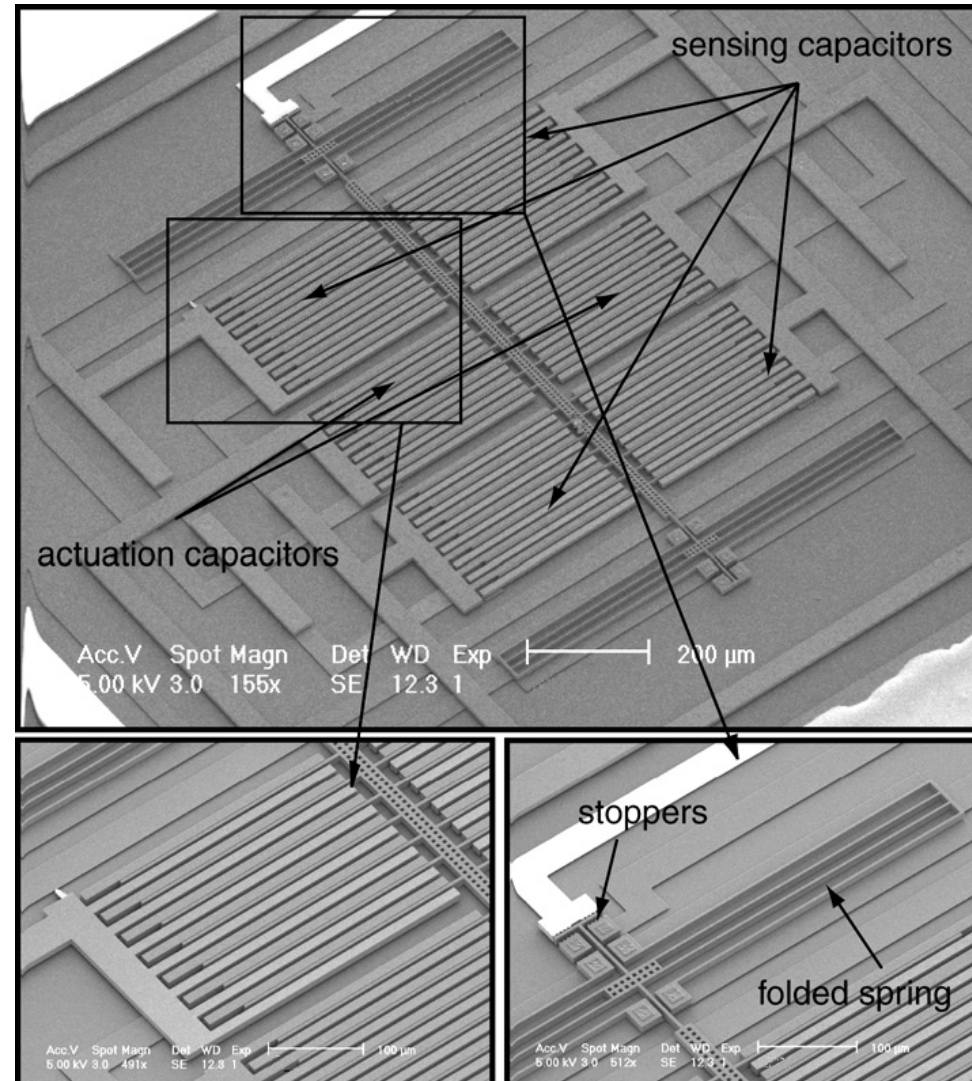 sensing capacitors
actuation capacitors
Acc.V Spot Magn Det WD Exp 200 µm
5.00 kV 3.0 155x SE 12.3 1
Acc.V Spot Magn Det WD Exp 100 µm
5.00 kV 3.0 491x SE 12.3 1
stoppers
folded spring
Acc.V Spot Magn Det WD Exp 100 µm
5.00 kV 3.0 512x SE 12.3 1